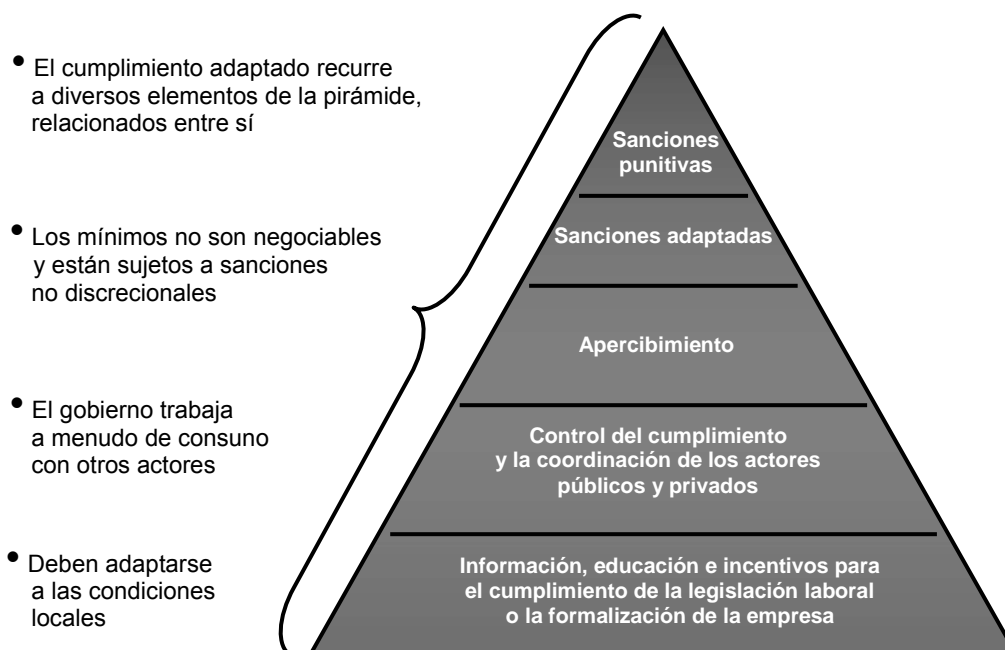 • El cumplimiento adaptado recurre
a diversos elementos de la pirámide,
relacionados entre sí
• Los mínimos no son negociables
y están sujetos a sanciones
no discrecionales
• El gobierno trabaja
a menudo de consuno
con otros actores
• Deben adaptarse
a las condiciones
locales
Sanciones
punitivas
Sanciones adaptadas
Apercibimiento
Control del cumplimiento
y la coordinación de los actores
públicos y privados
Información, educación e incentivos para
el cumplimiento de la legislación laboral
o la formalización de la empresa